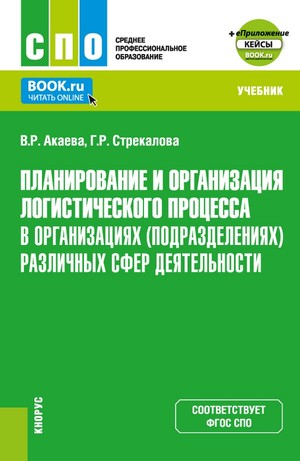 СПО
СРЕДНЕЕ
ПРОФЕССИОНАЛЬНОЕ
ОБРАЗОВАНИЕ
+ еПриложение
КЕЙСЫ
BOOK.ru
BOOK.ru
ЧИТАТЬ ONLINE
УЧЕБНИК
В.Р. Акаева, Г.Р. Стрекалова
ПЛАНИРОВАНИЕ И ОРГАНИЗАЦИЯ
ЛОГИСТИЧЕСКОГО ПРОЦЕССА
В ОРГАНИЗАЦИЯХ (ПОДРАЗДЕЛЕНИЯХ)
РАЗЛИЧНЫХ СФЕР ДЕЯТЕЛЬНОСТИ
КНОРУС
СООТВЕТСТВУЕТ
ФГОС СПО